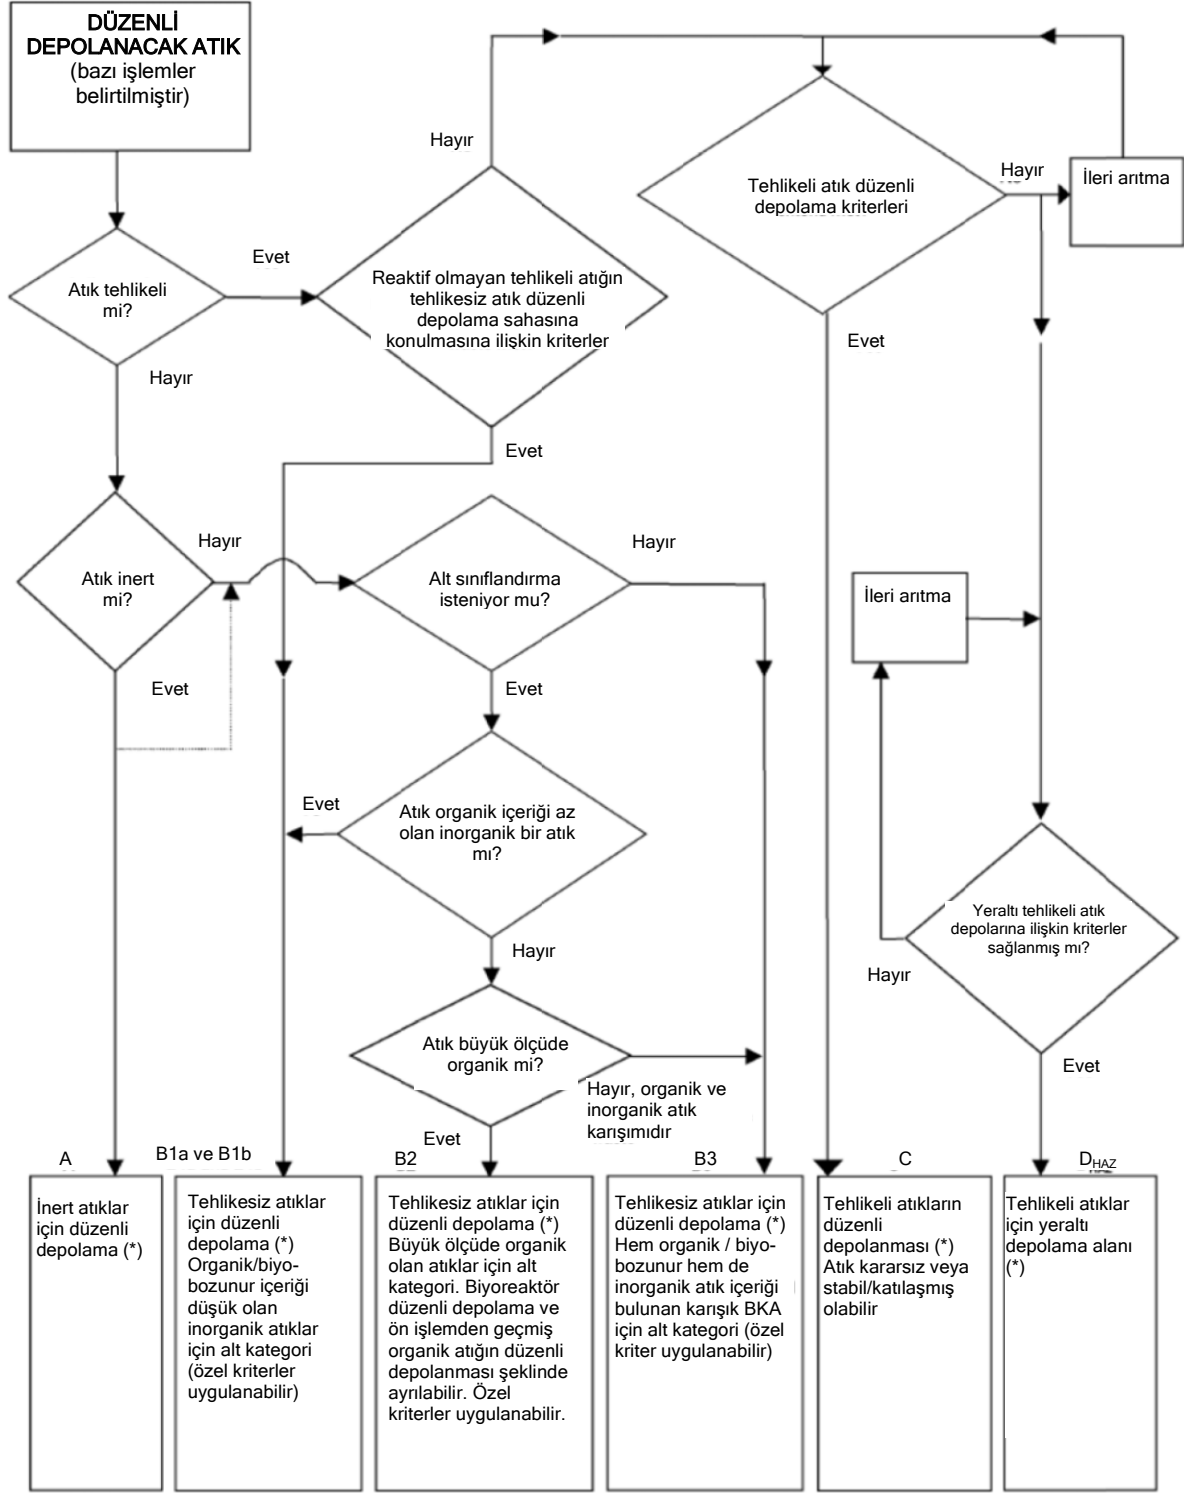 DÜZENLİ
DEPOLANACAK ATIK
(bazı işlemler
belirtilmiştir)
Hayır
Tehlikeli atık düzenli
depolama kriterleri
Hayır
İleri arıtma
Atık tehlikeli
mi?
Evet
Reaktif olmayan tehlikeli atığın
tehlikesiz atık düzenli
depolama sahasına
konulmasına ilişkin kriterler
Evet
Hayır
Evet
Atık inert
mi?
Hayır
Alt sınıflandırma
isteniyor mu?
Hayır
İleri arıtma
Evet
Evet
Evet
Atık organik içeriği az
olan inorganik bir atık
mı?
Yeraltı tehlikeli atık
depolarına ilişkin kriterler
sağlanmış mı?
Hayır
Hayır
Atık büyük ölçüde
organik mi?
Evet
Hayır, organik ve
inorganik atık
karışımıdır
Evet
A
İnert atıklar
için düzenli
depolama (*)
B1a ve B1b
Tehlikesiz atıklar
için düzenli
depolama (*)
Organik/biyo-
bozunur içeriği
düşük olan
inorganik atıklar
için alt kategori
(özel kriterler
uygulanabilir)
B2
Tehlikesiz atıklar için
düzenli depolama (*)
Büyük ölçüde organik
olan atıklar için alt
kategori. Biyoreaktör
düzenli depolama ve
ön işlemden geçmiş
organik atığın düzenli
depolanması şeklinde
ayrılabilir. Özel
kriterler uygulanabilir.
B3
Tehlikesiz atıklar için
düzenli depolama (*)
Hem organik / biyo-
bozunur hem de
inorganik atık içeriği
bulunan karışık BKA
için alt kategori (özel
kriter uygulanabilir)
C
Tehlikeli atıkların
düzenli
depolanması (*)
Atık kararsız veya
stabil/katılaşmış
olabilir
DHAZ
Tehlikeli atıklar
için yeraltı
depolama alanı
(*)